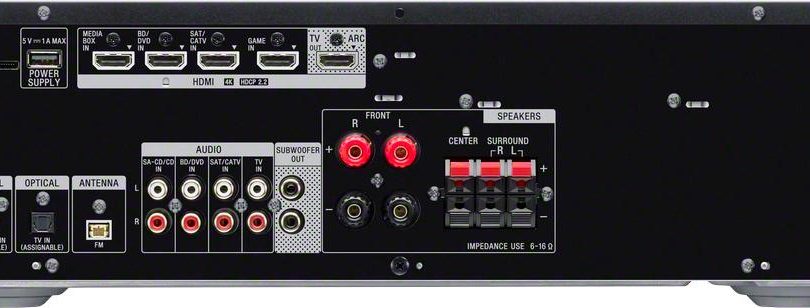 5V⎓1A MAX
POWER
SUPPLY
MEDIA
BOX
IN
BD/
DVD
IN
SAT/
CATV
IN
GAME
IN
TV
OUT
ARC
HDMI 4K HDCP 2.2
OPTICAL
TV IN
(ASSIGNABLE)
ANTENNA
FM
AUDIO
SA-CD/CD
IN
BD/DVD
IN
SAT/CATV
IN
TV
IN
L
R
SUBWOOFER
OUT
SPEAKERS
FRONT
R L
CENTER
SURROUND
R L
+
−
+
−
IMPEDANCE USE 6-16 Ω